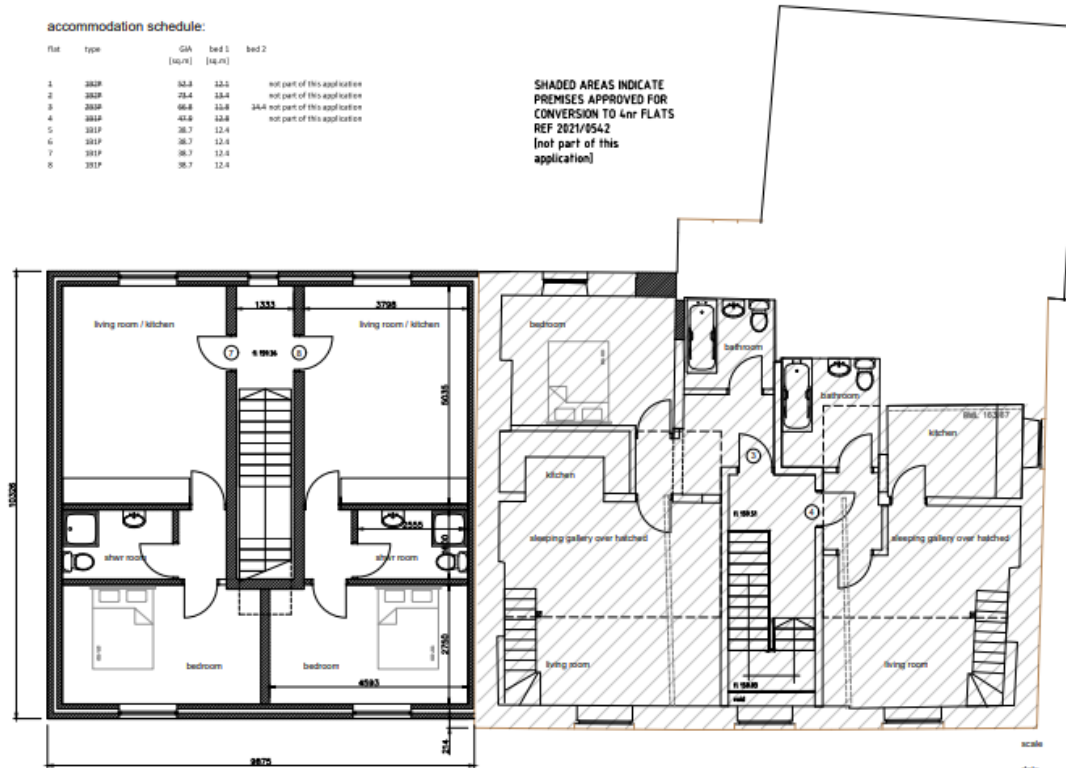 accommodation schedule:
flat type GIA bed 1 bed 2
[sq.m] [sq.m]
1 1B2P 52.3 12.1 not part of this application
2 1B2P 73.4 13.4 not part of this application
3 66.8 11.8 14.4 not part of this application
4 1B1P 47.9 12.8 not part of this application
5 1B1P 38.7 12.4
6 1B1P 38.7 12.4
7 1B1P 38.7 12.4
8 1B1P 38.7 12.4
SHADED AREAS INDICATE
PREMISES APPROVED FOR
CONVERSION TO 4nr FLATS
REF 2021/0542
[not part of this
application]
1333
3798
living room / kitchen
living room / kitchen
7
8
5035
10326
shwr room
2555
shwr room
bedroom
bedroom
2750
4593
214
9875
bedroom
bathroom
bathroom
kitchen
kitchen
3
4
sleeping gallery over hatched
sleeping gallery over hatched
living room
living room
void
scale